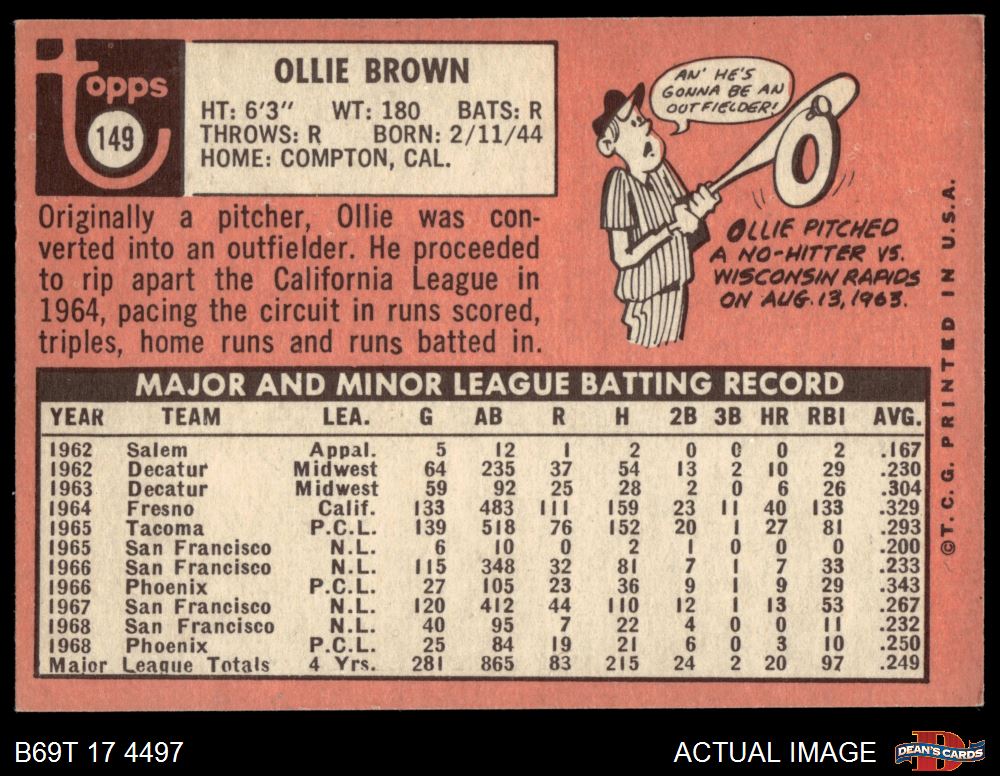 topps
149
OLLIE BROWN
HT: 6'3" WT: 180 BATS: R
THROWS: R BORN: 2/11/44
HOME: COMPTON, CAL.
Originally a pitcher, Ollie was con-
verted into an outfielder. He proceeded
to rip apart the California League in
1964, pacing the circuit in runs scored,
triples, home runs and runs batted in.
AN' HE'S
GONNA BE AN
OUTFIELDER!
OLLIE PITCHED
A NO-HITTER VS.
WISCONSIN RAPIDS
ON AUG. 13, 1963.
MAJOR AND MINOR LEAGUE BATTING RECORD
YEAR TEAM LEA. G AB R H 2B 3B HR RBI AVG.
1962 Salem Appal. 5 12 1 2 0 0 0 2 .167
1962 Decatur Midwest 64 235 37 54 13 2 10 29 .230
1963 Decatur Midwest 59 92 25 28 2 0 6 26 .304
1964 Fresno Calif. 133 483 111 159 23 11 40 133 .329
1965 Tacoma P.C.L. 139 518 76 152 20 1 27 81 .293
1965 San Francisco N.L. 6 10 0 2 1 0 0 0 .200
1966 San Francisco N.L. 115 348 32 81 7 1 7 33 .233
1966 Phoenix P.C.L. 27 105 23 36 9 1 9 29 .343
1967 San Francisco N.L. 120 412 44 110 12 1 13 53 .267
1968 San Francisco N.L. 40 95 7 22 4 0 0 11 .232
1968 Phoenix P.C.L. 25 84 19 21 6 0 3 10 .250
Major League Totals 4 Yrs. 281 865 83 215 24 2 20 97 .249
©T. C. G. PRINTED IN U.S.A.
B69T 17 4497
ACTUAL IMAGE
D
DEAN'S CARDS